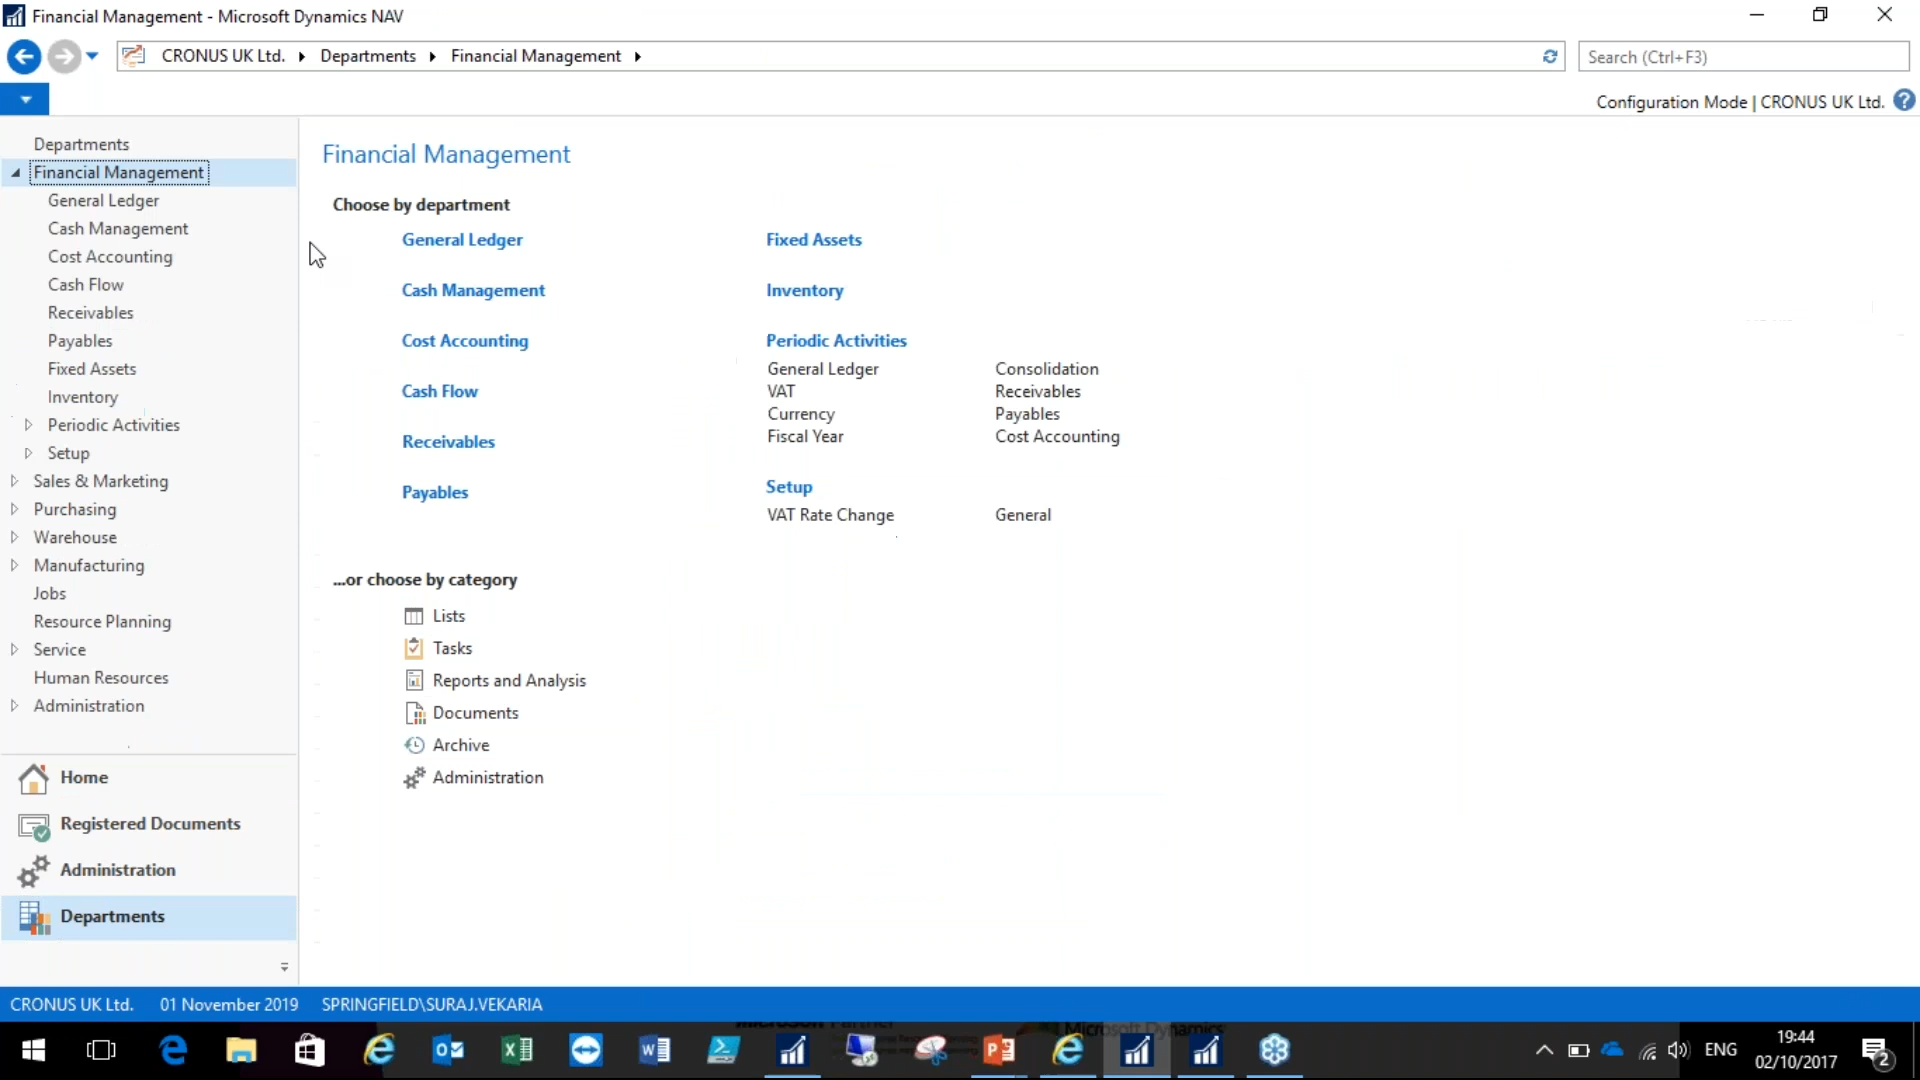 Financial Management - Microsoft Dynamics NAV
CRONUS UK Ltd. Departments Financial Management
Search (Ctrl+F3)
Configuration Mode | CRONUS UK Ltd.
Departments
Financial Management
General Ledger
Cash Management
Cost Accounting
Cash Flow
Receivables
Payables
Fixed Assets
Inventory
Periodic Activities
Setup
Sales & Marketing
Purchasing
Warehouse
Manufacturing
Jobs
Resource Planning
Service
Human Resources
Administration
Home
Registered Documents
Administration
Departments
Financial Management
Choose by department
General Ledger
Cash Management
Cost Accounting
Cash Flow
Receivables
Payables
Fixed Assets
Inventory
Periodic Activities
General Ledger Consolidation
VAT Receivables
Currency Payables
Fiscal Year Cost Accounting
Setup
VAT Rate Change General
...or choose by category
Lists
Tasks
Reports and Analysis
Documents
Archive
Administration
CRONUS UK Ltd. 01 November 2019 SPRINGFIELD\SURAJ.VEKARIA
Microsoft Dynamics
ENG
19:44
02/10/2017
2